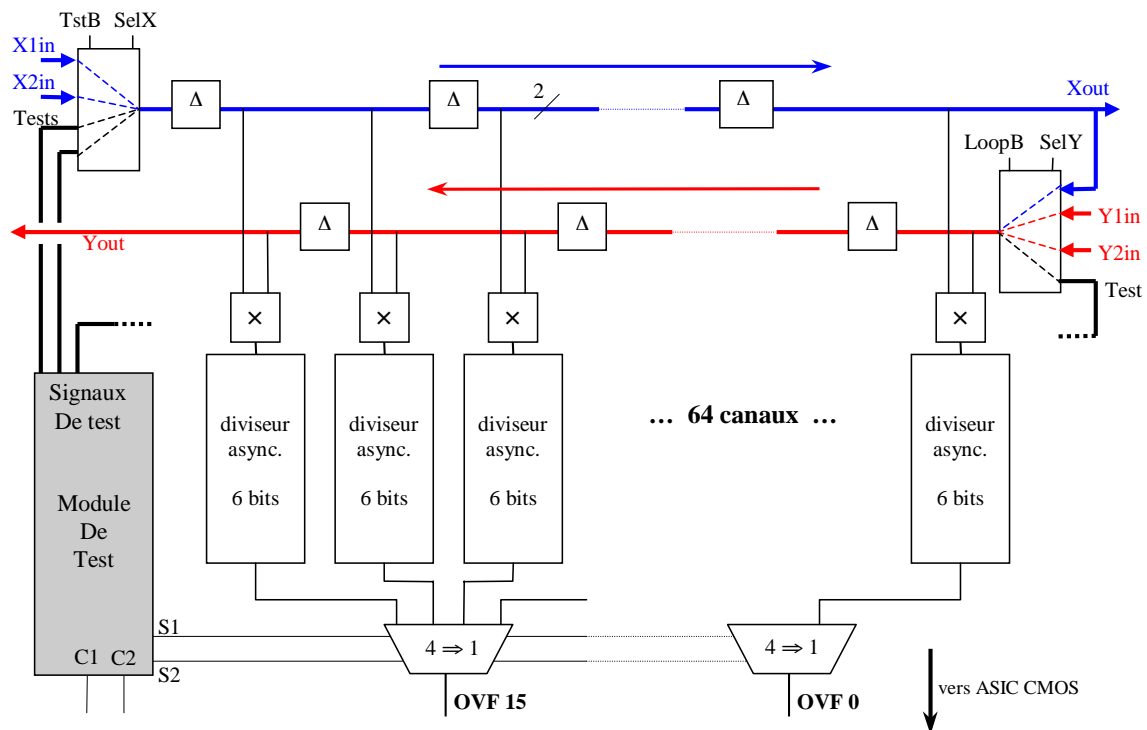 TstB SelX
X1in
X2in
Tests
Δ
Δ
2
Δ
Xout
LoopB SelY
Y1in
Y2in
Test
Yout
Δ
Δ
Δ
×
×
×
×
Signaux
De test
Module
De
Test
C1 C2
S1
S2
diviseur
async.
6 bits
diviseur
async.
6 bits
diviseur
async.
6 bits
... 64 canaux ...
diviseur
async.
6 bits
4 ⇒ 1
4 ⇒ 1
OVF 15
OVF 0
vers ASIC CMOS